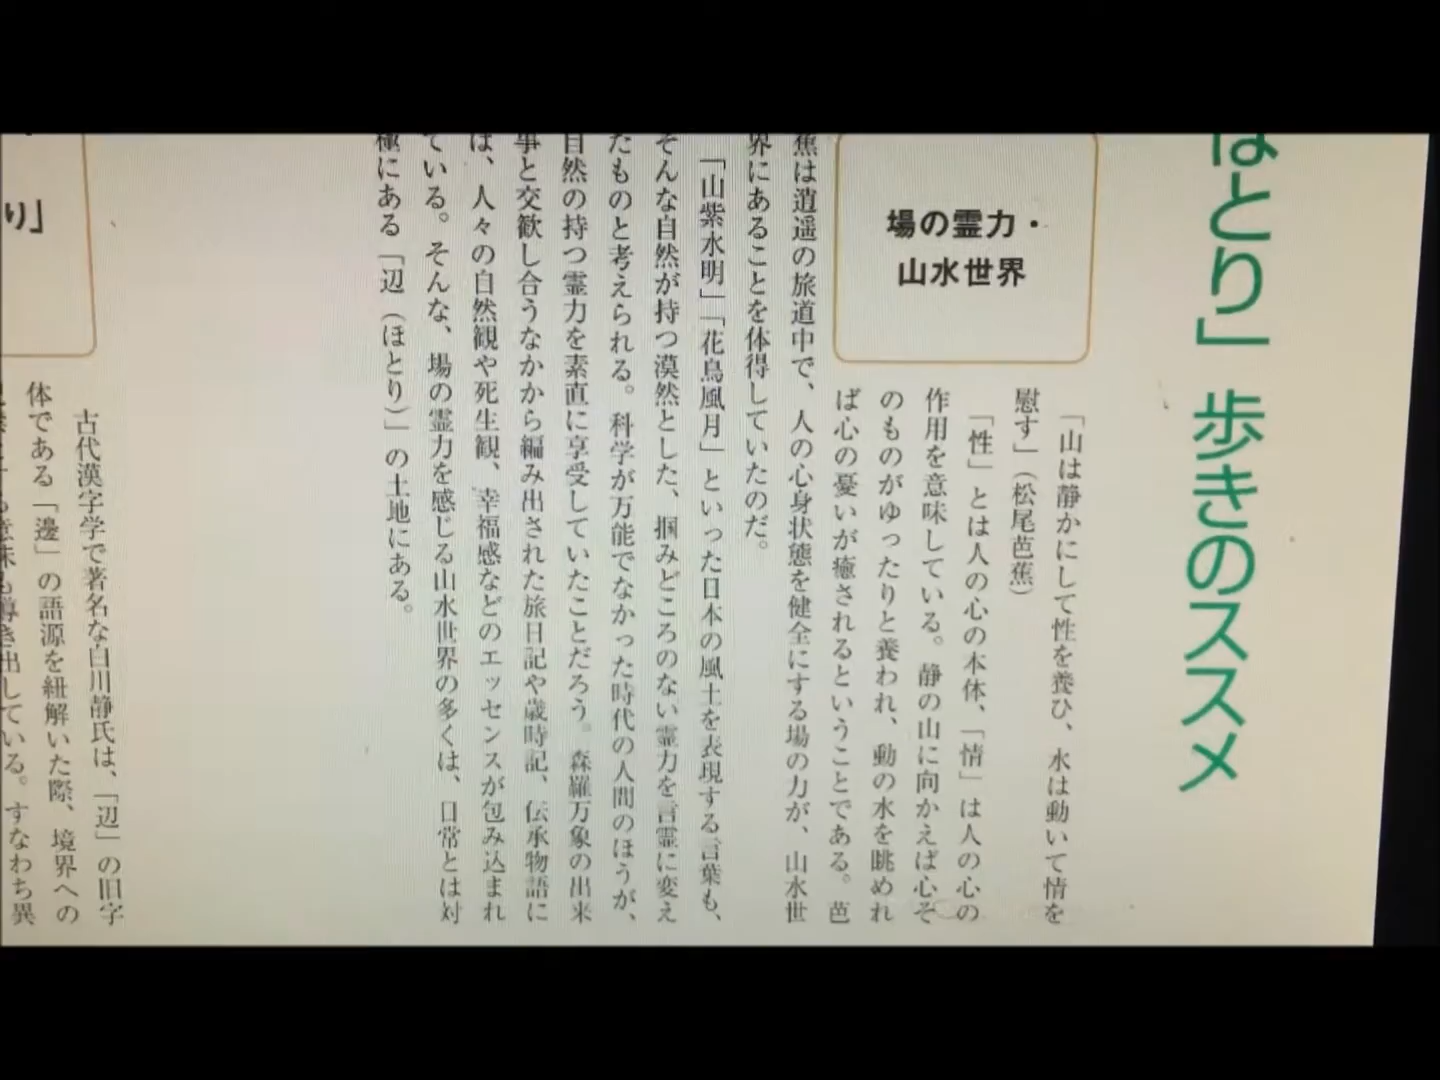 ほとり」歩きのススメ
場の霊力・
山水世界
「山は静かにして性を養ひ、水は動いて情を
慰す」（松尾芭蕉）
「性」とは人の心の本体、「情」は人の心の
作用を意味している。静の山に向かえば心そ
のものがゆったりと養われ、動の水を眺めれ
ば心の憂いが癒されるということである。芭
蕉は逍遥の旅道中で、人の心身状態を健全にする場の力が、山水世
界にあることを体得していたのだ。
「山紫水明」「花鳥風月」といった日本の風土を表現する言葉も、
そんな自然が持つ漠然とした、掴みどころのない霊力を言霊に変え
たものと考えられる。科学が万能でなかった時代の人間のほうが、
自然の持つ霊力を素直に享受していたことだろう。森羅万象の出来
事と交歓し合うなかから編み出された旅日記や歳時記、伝承物語に
は、人々の自然観や死生観、幸福感などのエッセンスが包み込まれ
ている。そんな、場の霊力を感じる山水世界の多くは、日常とは対
極にある「辺（ほとり）」の土地にある。
り」
古代漢字学で著名な白川静氏は、「辺」の旧字
体である「邊」の語源を紐解いた際、境界への
意味も導き出している。すなわち異